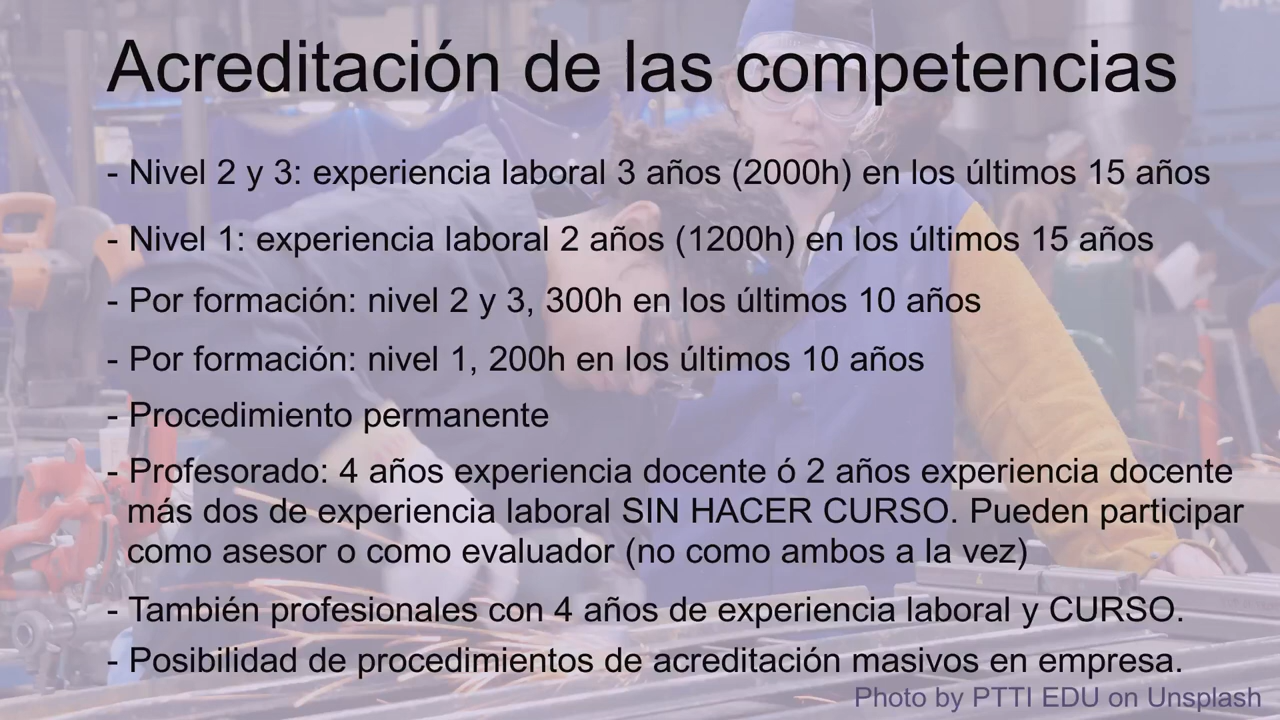 Acreditación de las competencias
- Nivel 2 y 3: experiencia laboral 3 años (2000h) en los últimos 15 años
- Nivel 1: experiencia laboral 2 años (1200h) en los últimos 15 años
- Por formación: nivel 2 y 3, 300h en los últimos 10 años
- Por formación: nivel 1, 200h en los últimos 10 años
- Procedimiento permanente
- Profesorado: 4 años experiencia docente ó 2 años experiencia docente
más dos de experiencia laboral SIN HACER CURSO. Pueden participar
como asesor o como evaluador (no como ambos a la vez)
- También profesionales con 4 años de experiencia laboral y CURSO.
- Posibilidad de procedimientos de acreditación masivos en empresa.
Photo by PTTI EDU on Unsplash